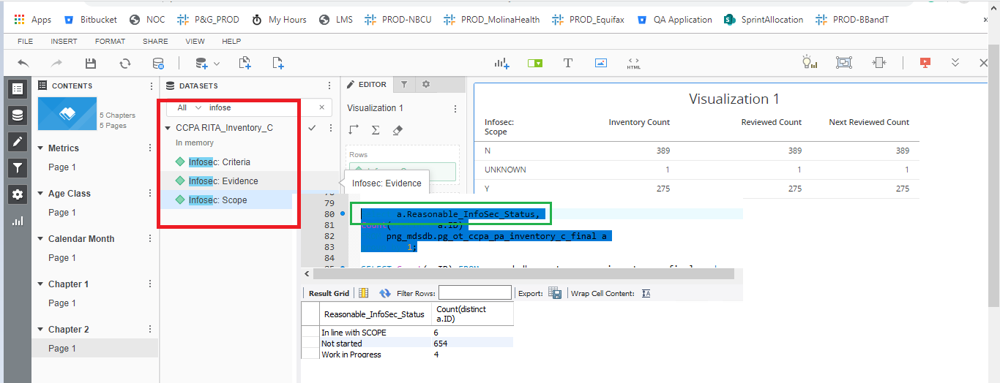 Apps Bitbucket NOC P&G_PROD My Hours LMS PROD-NBCU PROD_MolinaHealth PROD_Equifax QA Application SprintAllocation PROD-BBandT
FILE INSERT FORMAT SHARE VIEW HELP
HTML
CONTENTS
5 Chapters
5 Pages
Metrics
Page 1
Age Class
Page 1
Calendar Month
Page 1
Chapter 1
Page 1
Chapter 2
Page 1
DATASETS
All infose
CCPA RITA_Inventory_C
In memory
Infosec: Criteria
Infosec: Evidence
Infosec: Scope
EDITOR
Visualization 1
Rows
Infosec: Evidence
Visualization 1
Infosec: Scope Inventory Count Reviewed Count Next Reviewed Count
N 389 389 389
UNKNOWN 1 1 1
Y 275 275 275
79
80 a.Reasonable_InfoSec_Status,
81 Count( a.ID)
82 png_mdsdb.pg_ot_ccpa_pa_inventory_c_final a
83 1;
84
Result Grid Filter Rows: Export: Wrap Cell Content:
Reasonable_InfoSec_Status Count(distinct a.ID)
In line with SCOPE 6
Not started 654
Work in Progress 4